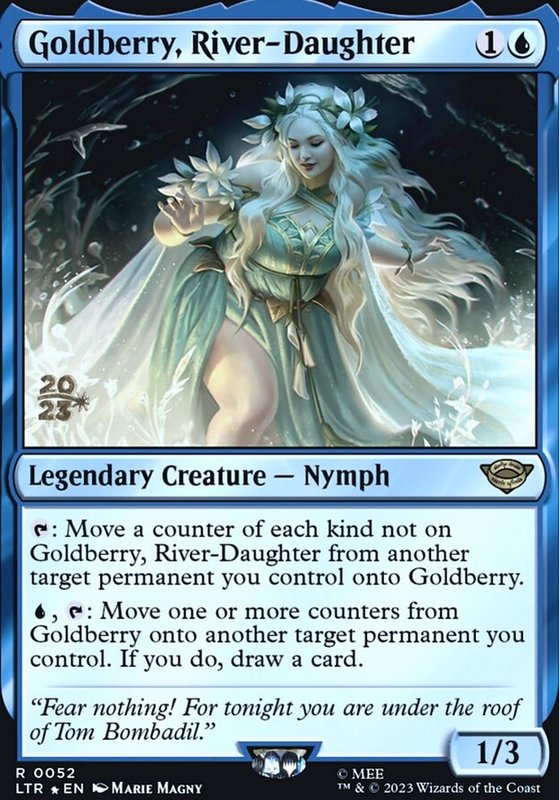 Goldberry, River-Daughter 1
20
23
Legendary Creature — Nymph
: Move a counter of each kind not on
Goldberry, River-Daughter from another
target permanent you control onto Goldberry.
, : Move one or more counters from
Goldberry onto another target permanent you
control. If you do, draw a card.
“Fear nothing! For tonight you are under the roof
of Tom Bombadil.”
1/3
R 0052
LTR ★ EN Marie Magny
© MEE
™ & © 2023 Wizards of the Coast